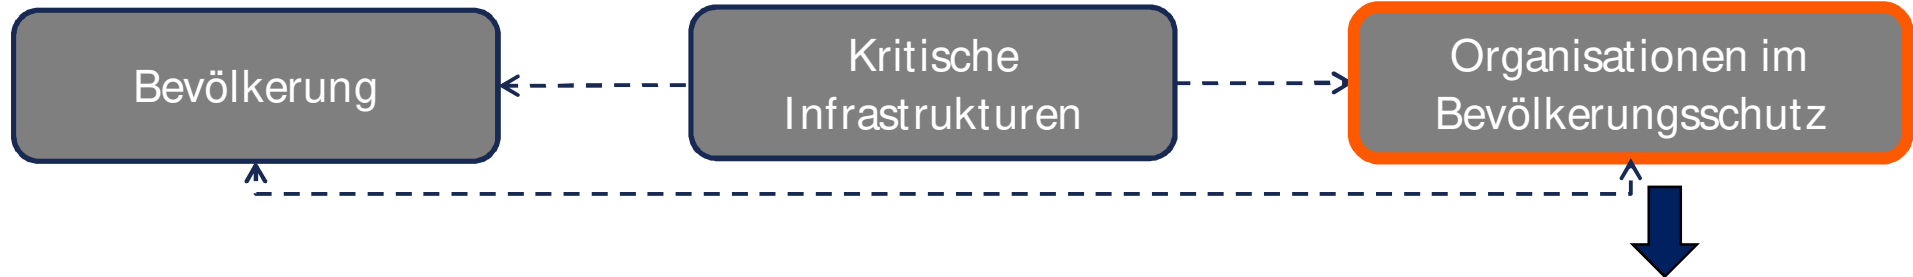 Bevölkerung
Kritische
Infrastrukturen
Organisationen im
Bevölkerungsschutz